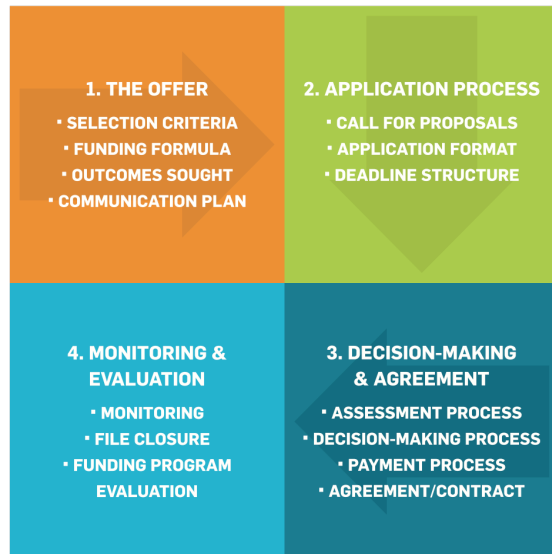 1. THE OFFER
▪ SELECTION CRITERIA
▪ FUNDING FORMULA
▪ OUTCOMES SOUGHT
▪ COMMUNICATION PLAN
2. APPLICATION PROCESS
▪ CALL FOR PROPOSALS
▪ APPLICATION FORMAT
▪ DEADLINE STRUCTURE
3. DECISION-MAKING
& AGREEMENT
▪ ASSESSMENT PROCESS
▪ DECISION-MAKING PROCESS
▪ PAYMENT PROCESS
▪ AGREEMENT/CONTRACT
4. MONITORING &
EVALUATION
▪ MONITORING
▪ FILE CLOSURE
▪ FUNDING PROGRAM
EVALUATION